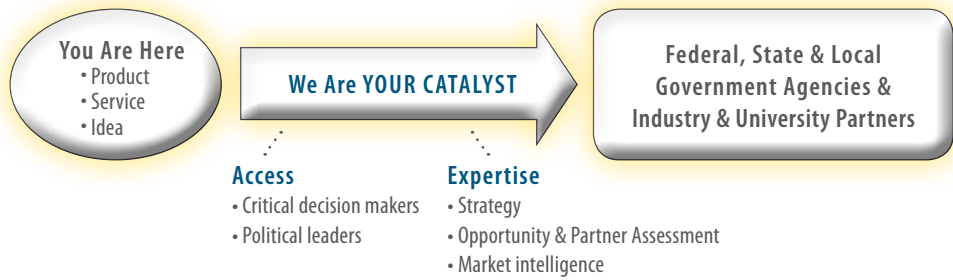 You Are Here
• Product
• Service
• Idea
We Are YOUR CATALYST
Federal, State & Local
Government Agencies &
Industry & University Partners
Access
• Critical decision makers
• Political leaders
Expertise
• Strategy
• Opportunity & Partner Assessment
• Market intelligence